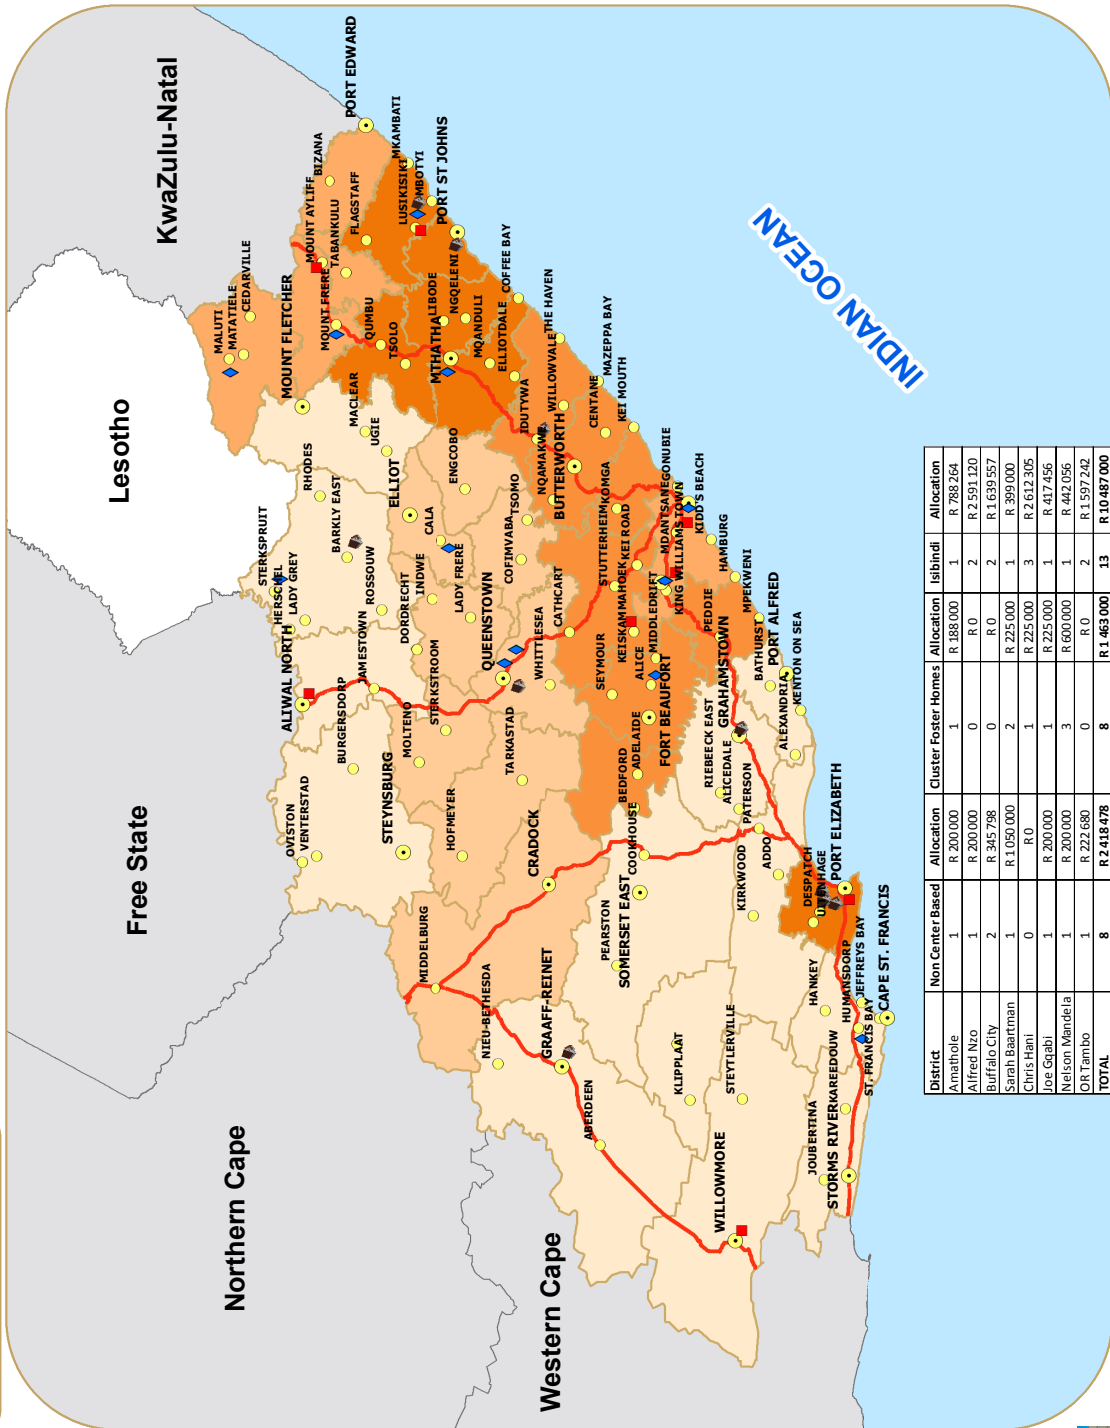 KwaZulu-Natal
Lesotho
Free State
Northern Cape
Western Cape
INDIAN OCEAN
PORT EDWARD
BIZANA
MOUNT AYLIFF
TABANKULU
FLAGSTAFF
MKAMBATI
LUSIKISIKI
MBOTYI
PORT ST JOHNS
CEDARVILLE
MATATIELE
MALUTI
MOUNT FLETCHER
MOUNT FRERE
QUMBU
TSOLO
MTHATHA
LIBODE
NGQELENI
MQANDULI
COFFEE BAY
ELLIOTDALE
THE HAVEN
WILLOWVALE
IDUTYWA
MAZEPPA BAY
CENTANE
KEI MOUTH
NQAMAKWE
BUTTERWORTH
MACLEAR
UGIE
RHODES
ELLIOT
ENGCOBO
CALA
TSOMO
COFIMVABA
STERKSPRUIT
HERSCHEL
LADY GREY
BARKLY EAST
ROSSOUW
INDWE
LADY FRERE
DORDRECHT
ALIWAL NORTH
JAMESTOWN
BURGERSDORP
STERKSTROOM
MOLTENO
QUEENSTOWN
WHITTLESEA
CATHCART
KOMGA
STUTTERHEIM
KEI ROAD
GONUBIE
MDANTSANE
KIDD'S BEACH
KING WILLIAMS TOWN
HAMBURG
KEISKAMAHOEK
MIDDLEDRIFT
ALICE
SEYMOUR
PEDDIE
MPEKWENI
FORT BEAUFORT
ADELAIDE
BEDFORD
GRAHAMSTOWN
BATHURST
PORT ALFRED
KENTON ON SEA
ALEXANDRIA
RIEBEECK EAST
ALICEDALE
PATERSON
OVISTON
VENTERSTAD
STEYNSBURG
HOFMEYER
TARKASTAD
CRADOCK
COOKHOUSE
SOMERSET EAST
PEARSTON
MIDDELBURG
NIEU-BETHESDA
GRAAFF-REINET
ABERDEEN
KIRKWOOD
ADDO
DESPATCH
UITENHAGE
PORT ELIZABETH
KLIPPLAAT
STEYTLERVILLE
HANKEY
HUMANSDORP
JEFFREYS BAY
CAPE ST. FRANCIS
ST. FRANCIS BAY
KAREEDOUW
STORMS RIVER
JOUBERTINA
WILLOWMORE
District Non Center Based Allocation Cluster Foster Homes Allocation Isibindi Allocation
Amathole 1 R 200 000 1 R 188 000 1 R 788 264
Alfred Nzo 1 R 200 000 0 R 0 2 R 2 591 120
Buffalo City 2 R 345 798 0 R 0 2 R 1 639 557
Sarah Baartman 1 R 1 050 000 2 R 225 000 1 R 399 000
Chris Hani 0 R 0 1 R 225 000 3 R 2 612 305
Joe Gqabi 1 R 200 000 1 R 225 000 1 R 417 456
Nelson Mandela 1 R 200 000 3 R 600 000 1 R 442 056
OR Tambo 1 R 222 680 0 R 0 2 R 1 597 242
TOTAL 8 R 2 418 478 8 R 1 463 000 13 R 10 487 000